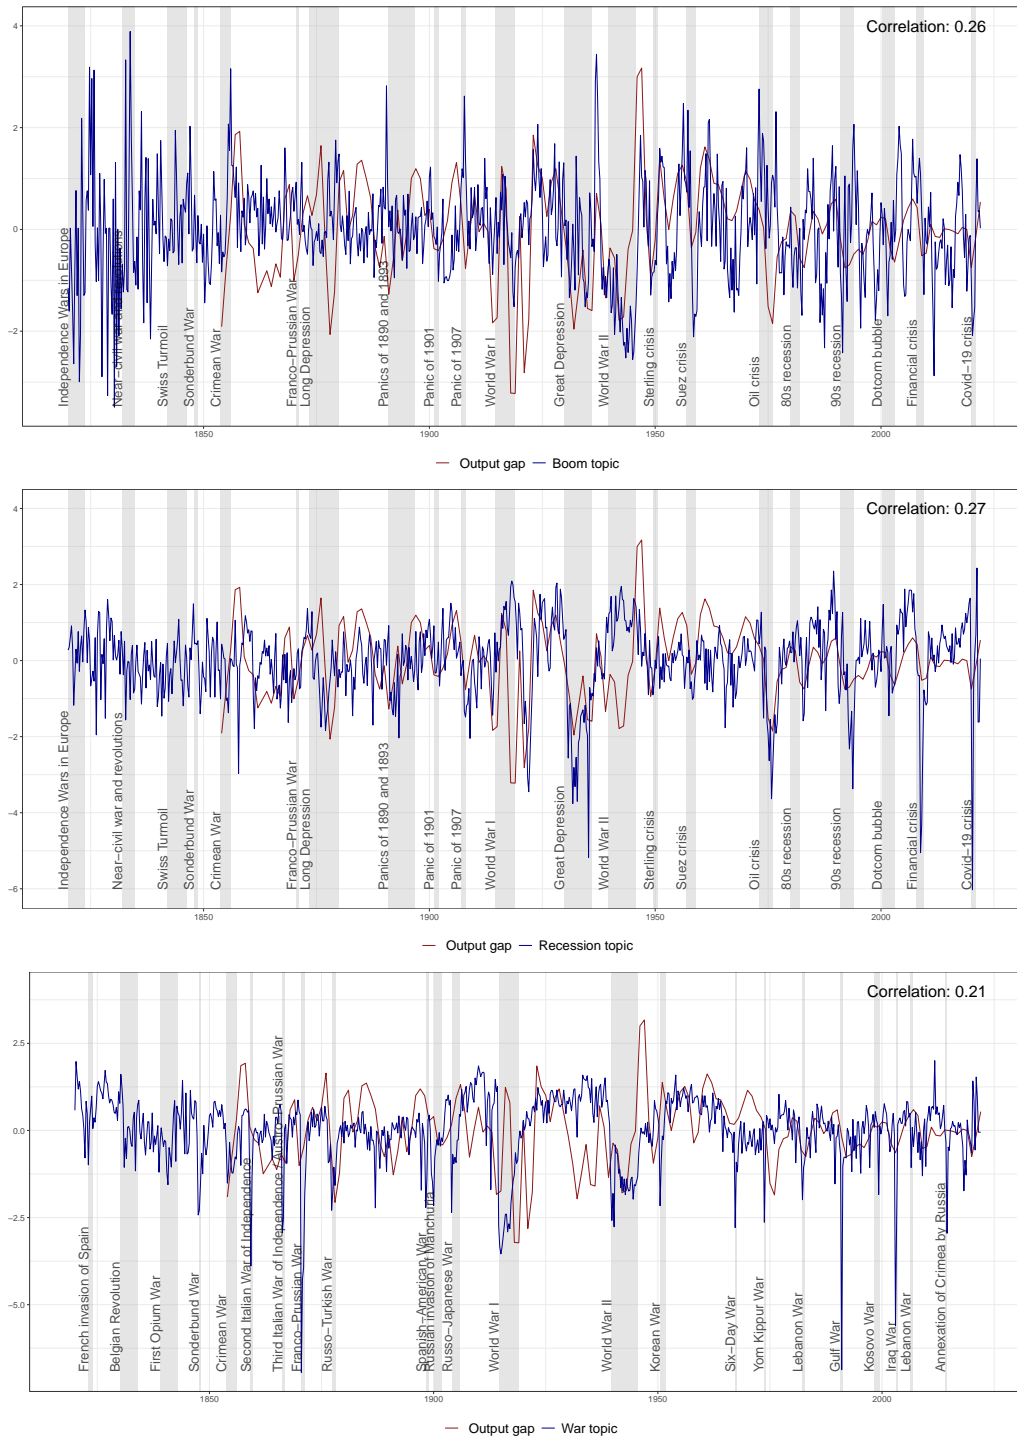 Correlation: 0.26
4
2
0
−2
Independence Wars in Europe
Near−civil war and revolutions
Swiss Turmoil
Sonderbund War
Crimean War
Franco−Prussian War
Long Depression
Panics of 1890 and 1893
Panic of 1901
Panic of 1907
World War I
Great Depression
World War II
Sterling crisis
Suez crisis
Oil crisis
80s recession
90s recession
Dotcom bubble
Financial crisis
Covid−19 crisis
1850 1900 1950 2000
Output gap Boom topic
Correlation: 0.27
4
2
0
−2
−4
−6
Independence Wars in Europe
Near−civil war and revolutions
Swiss Turmoil
Sonderbund War
Crimean War
Franco−Prussian War
Long Depression
Panics of 1890 and 1893
Panic of 1901
Panic of 1907
World War I
Great Depression
World War II
Sterling crisis
Suez crisis
Oil crisis
80s recession
90s recession
Dotcom bubble
Financial crisis
Covid−19 crisis
1850 1900 1950 2000
Output gap Recession topic
Correlation: 0.21
2.5
0.0
−2.5
−5.0
French invasion of Spain
Belgian Revolution
First Opium War
Sonderbund War
Crimean War
Second Italian War of Independence
Third Italian War of Independence / Austro−Prussian War
Franco−Prussian War
Russo−Turkish War
Spanish−American War
Russian invasion of Manchuria
Russo−Japanese War
World War I
World War II
Korean War
Six−Day War
Yom Kippur War
Lebanon War
Gulf War
Kosovo War
Iraq War
Lebanon War
Annexation of Crimea by Russia
1850 1900 1950 2000
Output gap War topic